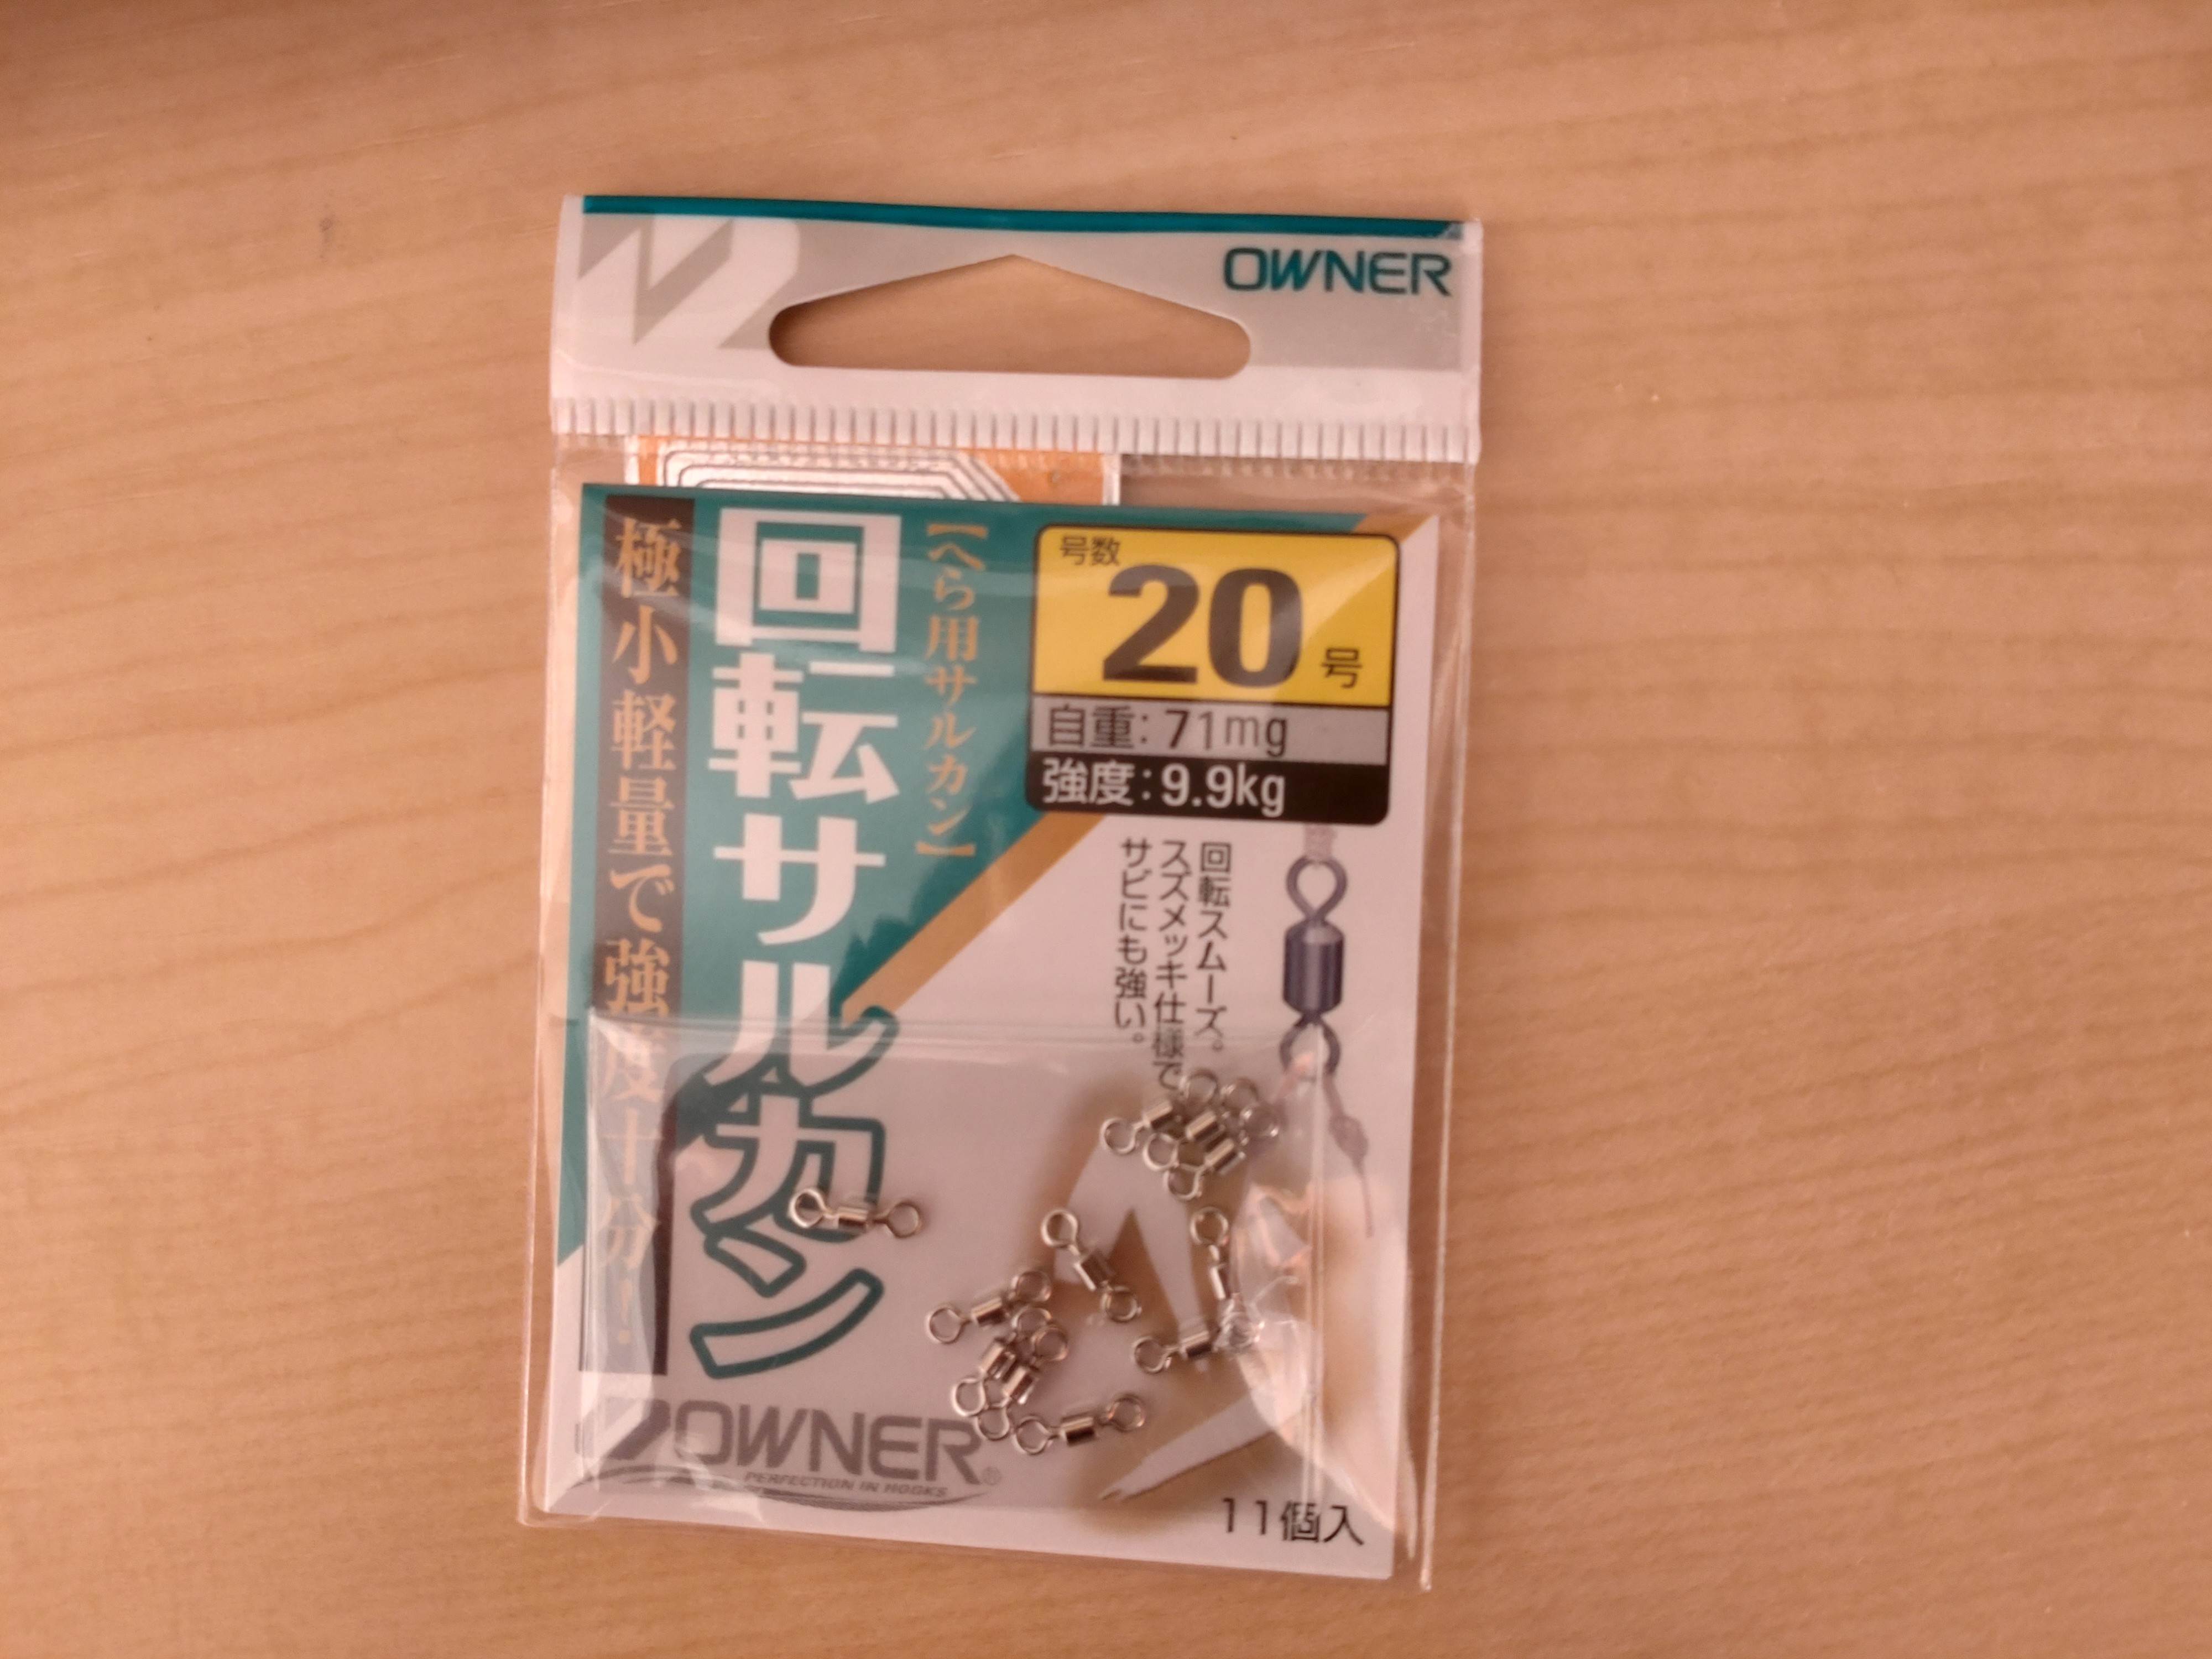 OWNER
極小軽量で強度十分!
回転サルカン
【へら用サルカン】
号数
20号
自重:71mg
強度:9.9kg
回転スムーズ。
スズメッキ仕様で
サビにも強い。
OWNER®
PERFECTION IN HOOKS
11個入